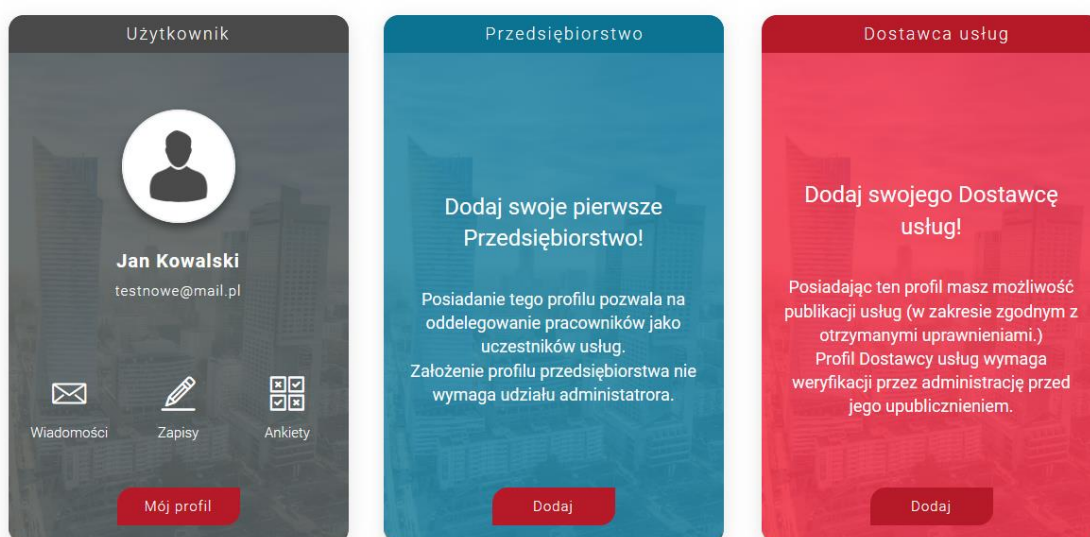 Użytkownik
Jan Kowalski
testnowe@mail.pl
Wiadomości
Zapisy
Ankiety
Mój profil
Przedsiębiorstwo
Dodaj swoje pierwsze
Przedsiębiorstwo!
Posiadanie tego profilu pozwala na
oddelegowanie pracowników jako
uczestników usług.
Założenie profilu przedsiębiorstwa nie
wymaga udziału administatrora.
Dodaj
Dostawca usług
Dodaj swojego Dostawcę
usług!
Posiadając ten profil masz możliwość
publikacji usług (w zakresie zgodnym z
otrzymanymi uprawnieniami.)
Profil Dostawcy usług wymaga
weryfikacji przez administrację przed
jego upublicznieniem.
Dodaj